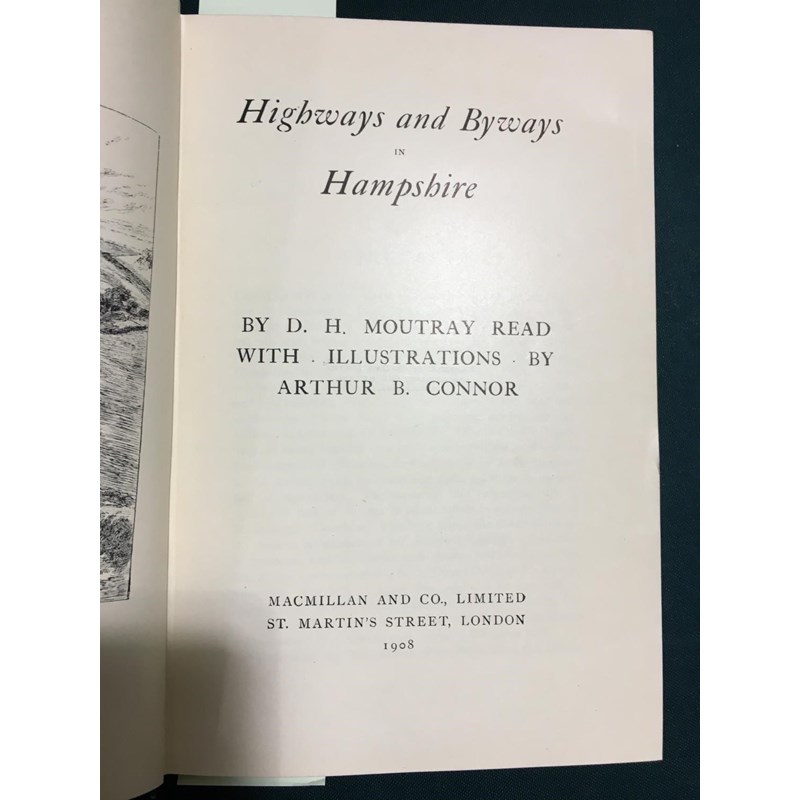 Highways and Byways
IN
Hampshire
BY D. H. MOUTRAY READ
WITH · ILLUSTRATIONS · BY
ARTHUR B. CONNOR
MACMILLAN AND CO., LIMITED
ST. MARTIN'S STREET, LONDON
1908